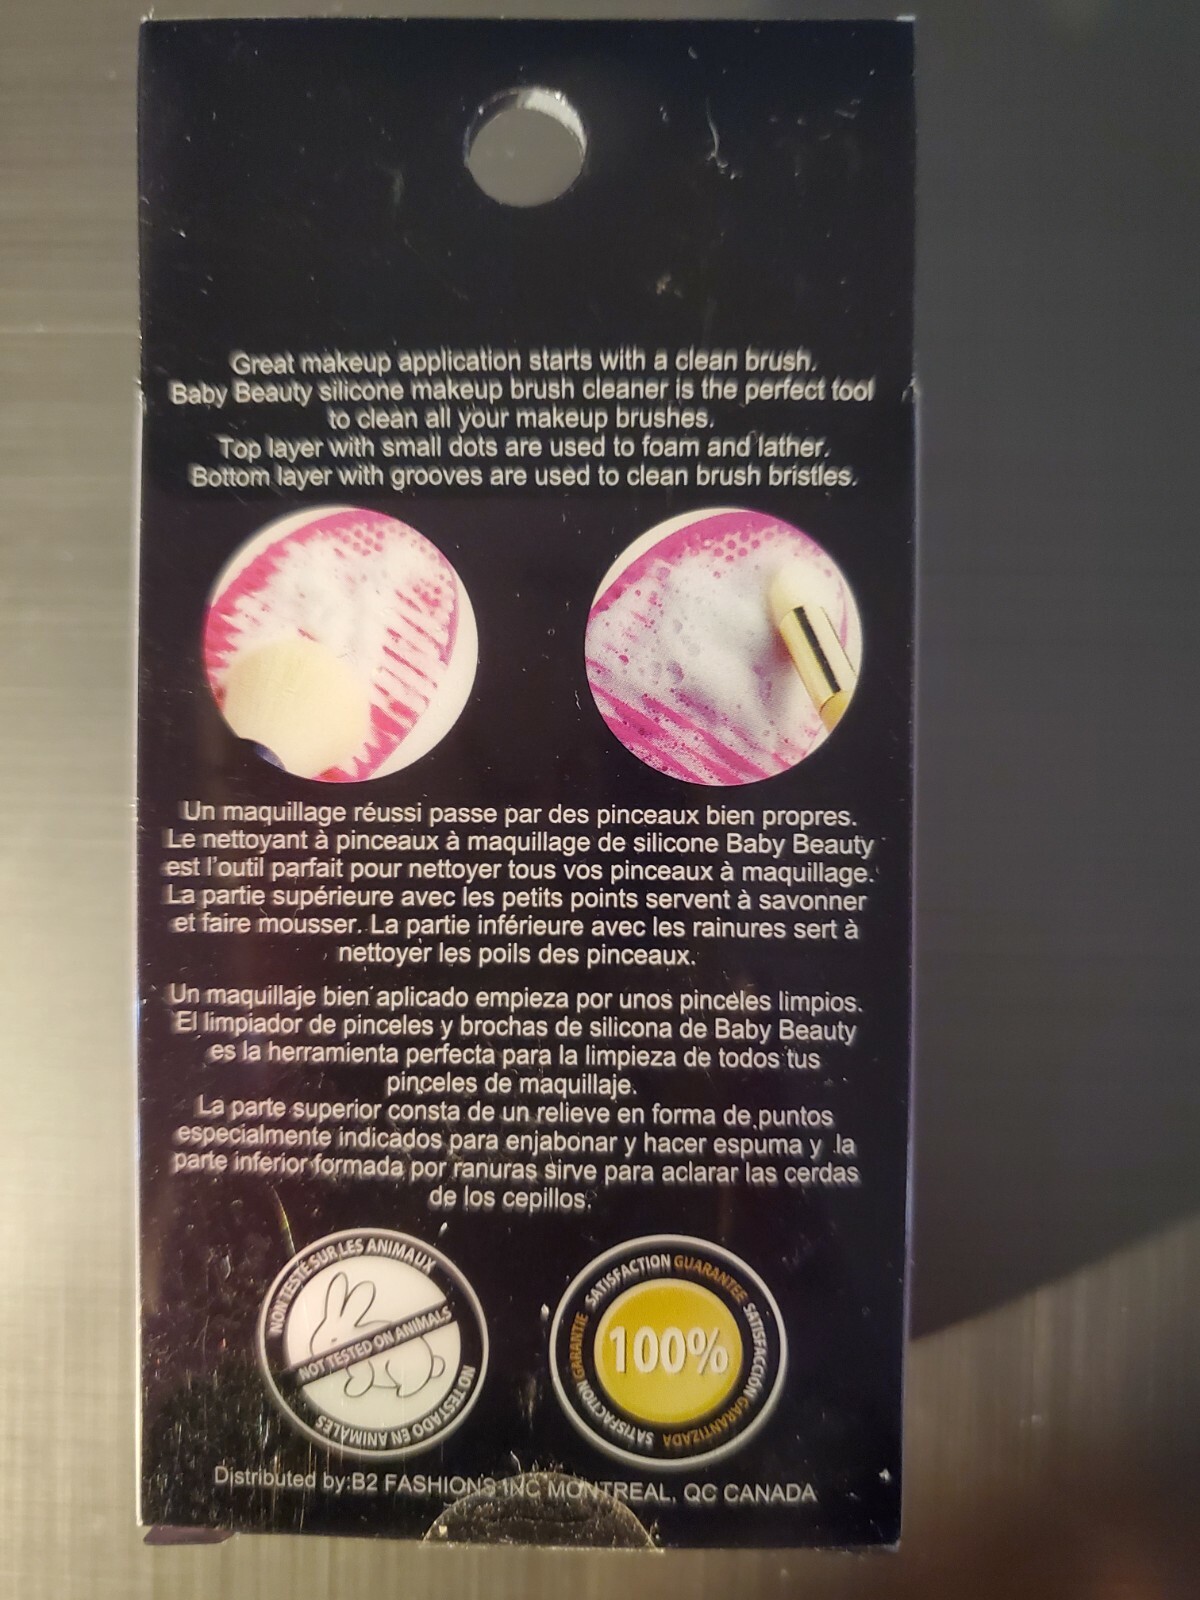 Great makeup application starts with a clean brush.
Baby Beauty silicone makeup brush cleaner is the perfect tool
to clean all your makeup brushes.
Top layer with small dots are used to foam and lather.
Bottom layer with grooves are used to clean brush bristles.
Un maquillage réussi passe par des pinceaux bien propres.
Le nettoyant à pinceaux à maquillage de silicone Baby Beauty
est l'outil parfait pour nettoyer tous vos pinceaux à maquillage.
La partie supérieure avec les petits points servent à savonner
et faire mousser. La partie inférieure avec les rainures sert à
nettoyer les poils des pinceaux.
Un maquillaje bien aplicado empieza por unos pinceles limpios.
El limpiador de pinceles y brochas de silicona de Baby Beauty
es la herramienta perfecta para la limpieza de todos tus
pinceles de maquillaje.
La parte superior consta de un relieve en forma de puntos
especialmente indicados para enjabonar y hacer espuma y la
parte inferior formada por ranuras sirve para aclarar las cerdas
de los cepillos.
NON TESTÉ SUR LES ANIMAUX
NOT TESTED ON ANIMALS
NO TESTADO EN ANIMALES
SATISFACTION GUARANTEE
SATISFACCIÓN GARANTIZADA
SATISFACTION GARANTIE
100%
Distributed by:B2 FASHIONS INC MONTREAL, QC CANADA